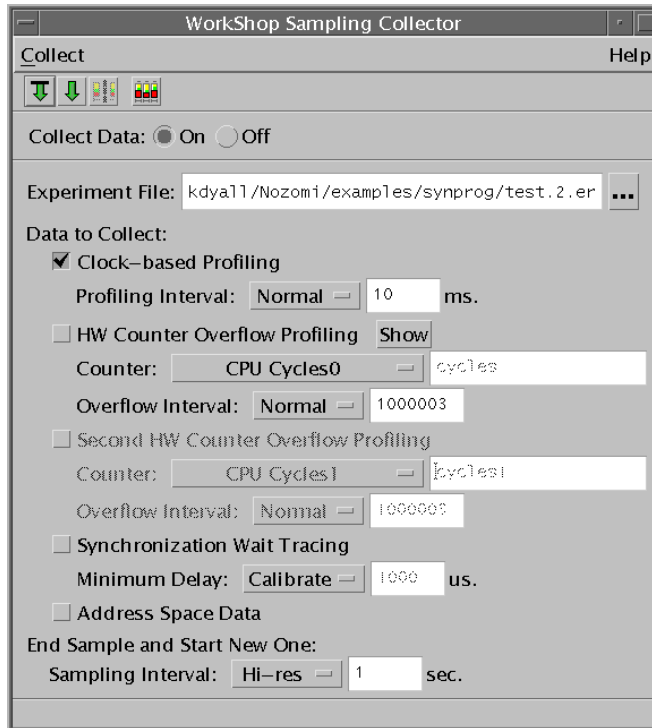 WorkShop Sampling Collector
Collect Help
Collect Data: On Off
Experiment File: kdyall/Nozomi/examples/synprog/test.2.er ...
Data to Collect:
Clock-based Profiling
Profiling Interval: Normal 10 ms.
HW Counter Overflow Profiling Show
Counter: CPU Cycles0 cycles
Overflow Interval: Normal 1000003
Second HW Counter Overflow Profiling
Counter: CPU Cycles1 cycles1
Overflow Interval: Normal 1000003
Synchronization Wait Tracing
Minimum Delay: Calibrate 1000 us.
Address Space Data
End Sample and Start New One:
Sampling Interval: Hi-res 1 sec.